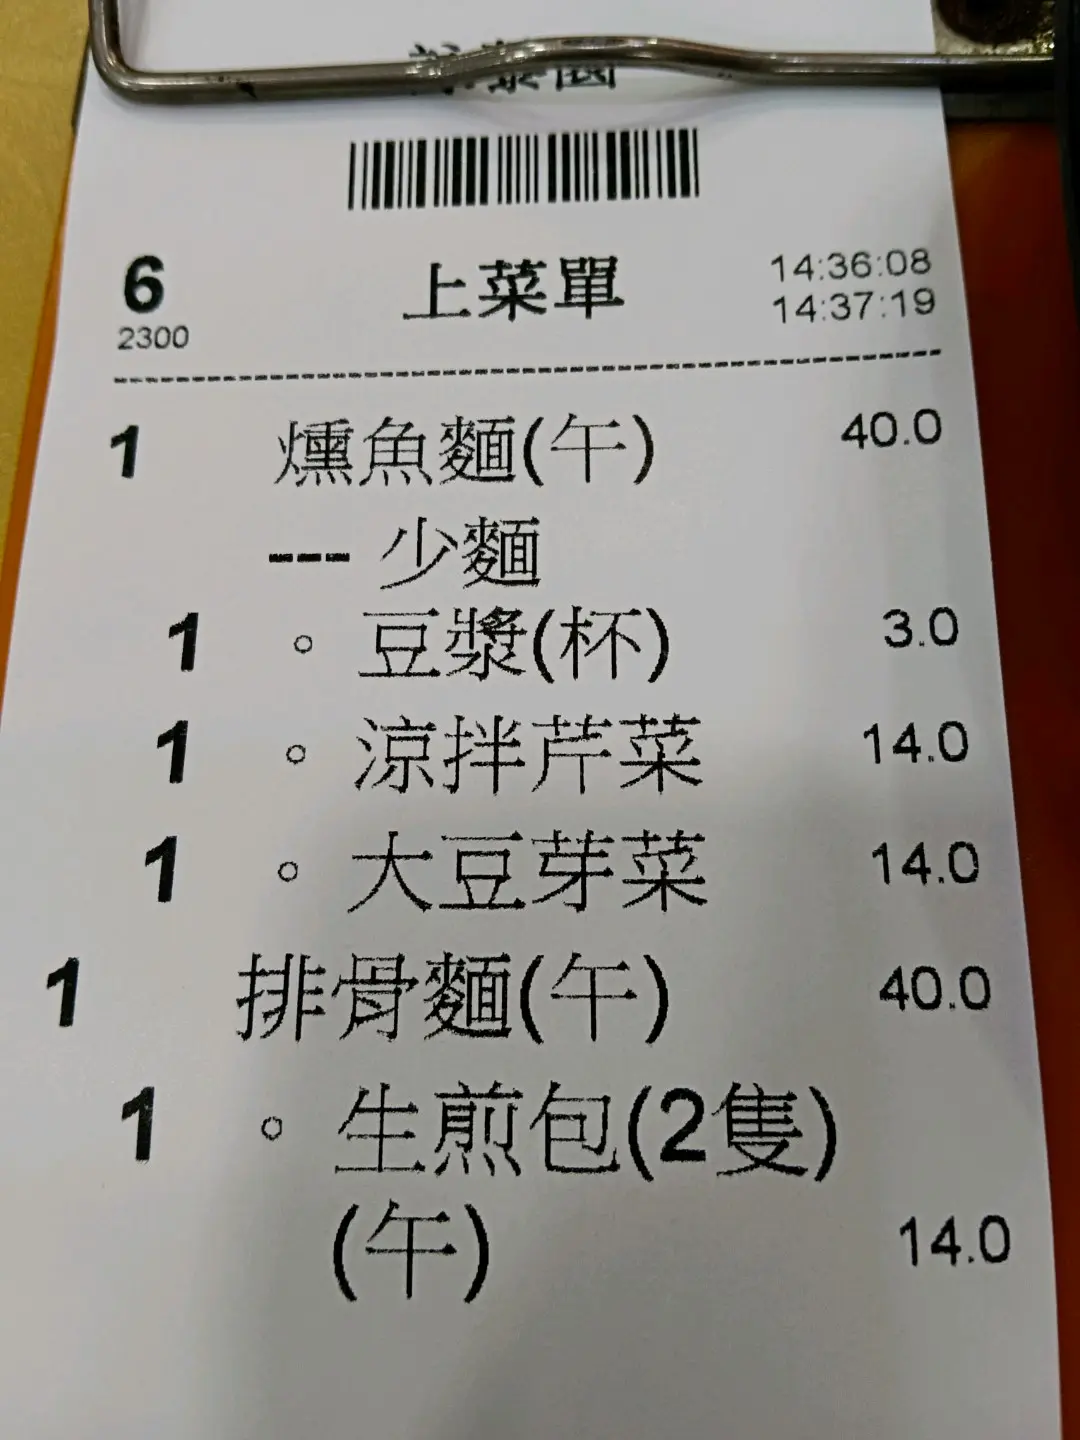 園
6 上菜單 14:36:08
2300 14:37:19
1 燻魚麵(午) 40.0
--- 少麵
1 。豆漿(杯) 3.0
1 。涼拌芹菜 14.0
1 。大豆芽菜 14.0
1 排骨麵(午) 40.0
1 。生煎包(2隻)
(午) 14.0